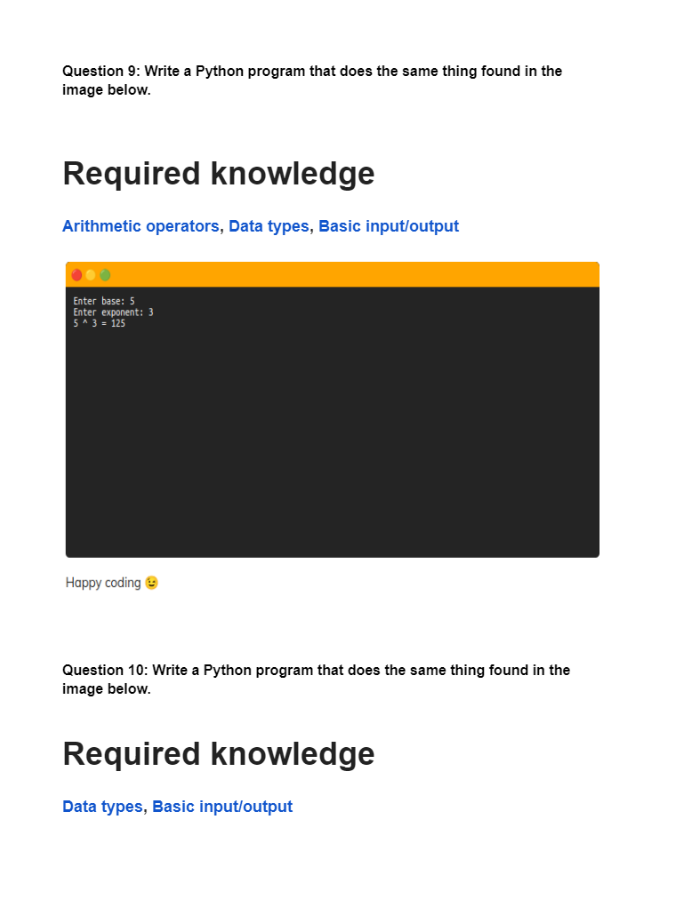 Question 9: Write a Python program that does the same thing found in the
image below.
Required knowledge
Arithmetic operators, Data types, Basic input/output
Enter base: 5
Enter exponent: 3
5 ^ 3 = 125
Happy coding 😉
Question 10: Write a Python program that does the same thing found in the
image below.
Required knowledge
Data types, Basic input/output